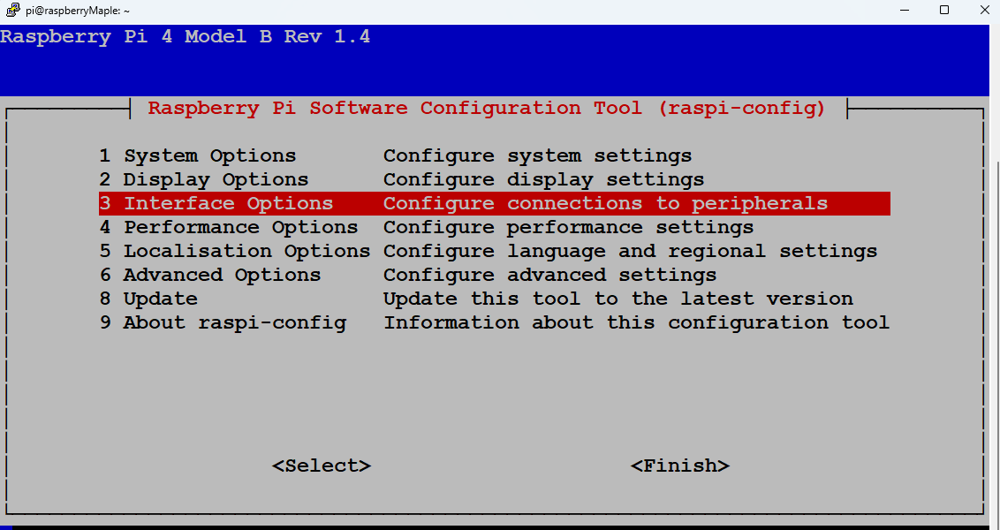 pi@raspberryMaple: ~
Raspberry Pi 4 Model B Rev 1.4
Raspberry Pi Software Configuration Tool (raspi-config)
1 System Options Configure system settings
2 Display Options Configure display settings
3 Interface Options Configure connections to peripherals
4 Performance Options Configure performance settings
5 Localisation Options Configure language and regional settings
6 Advanced Options Configure advanced settings
8 Update Update this tool to the latest version
9 About raspi-config Information about this configuration tool
<Select> <Finish>